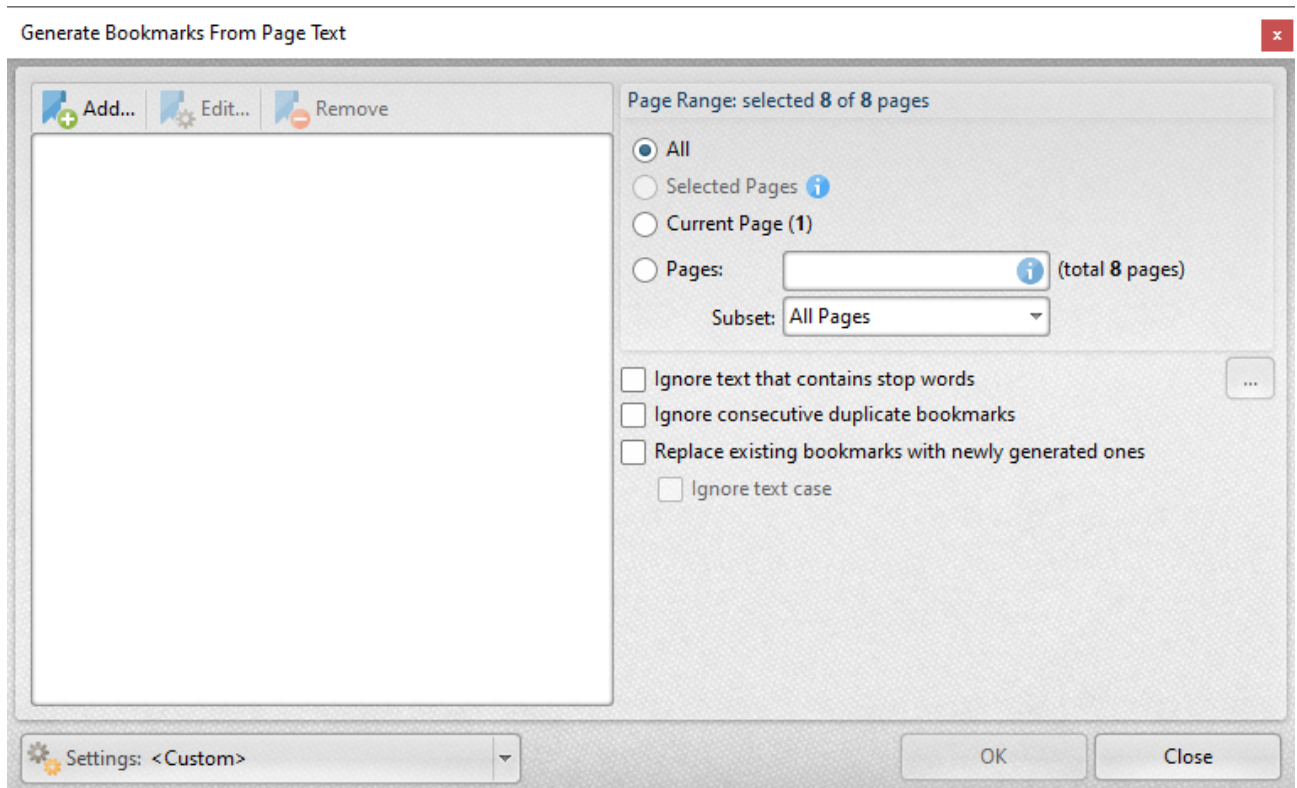 Generate Bookmarks From Page Text
x
Add... Edit... Remove
Page Range: selected 8 of 8 pages
All
Selected Pages i
Current Page (1)
Pages: i (total 8 pages)
Subset: All Pages
Ignore text that contains stop words ...
Ignore consecutive duplicate bookmarks
Replace existing bookmarks with newly generated ones
Ignore text case
Settings: <Custom> OK Close